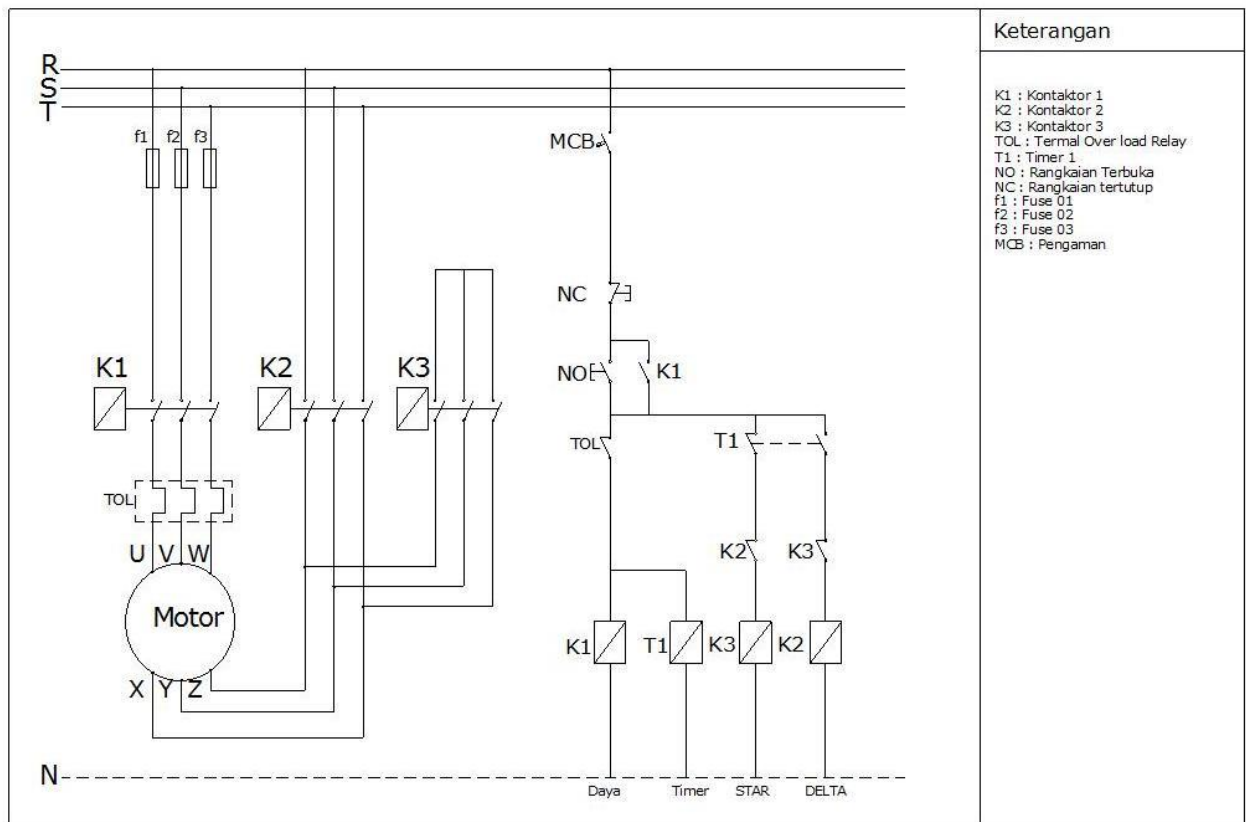 Keterangan
K1 : Kontaktor 1
K2 : Kontaktor 2
K3 : Kontaktor 3
TOL : Termal Over load Relay
T1 : Timer 1
NO : Rangkaian Terbuka
NC : Rangkaian tertutup
f1 : Fuse 01
f2 : Fuse 02
f3 : Fuse 03
MCB : Pengaman
R
S
T
f1 f2 f3
MCB
NC
K1 K2 K3
NO K1
TOL T1
TOL
U V W
K2 K3
Motor
K1 T1 K3 K2
X Y Z
N
Daya Timer STAR DELTA